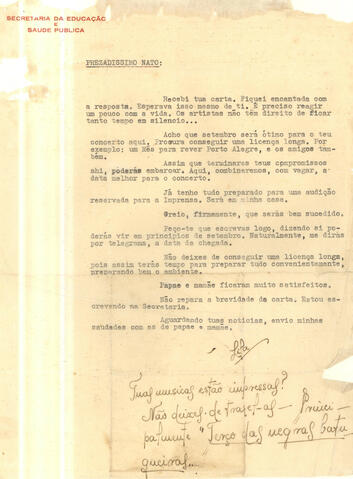 SECRETARIA DA EDUCAÇÃO
E
SAUDE PUBLICA
PREZADISSIMO NATO:
Recebi tua carta. Fiquei encantada com
a resposta. Esperava isso mesmo de ti. É preciso reagir
um pouco com a vida. Os artistas não têm direito de ficar
tanto tempo em silencio...
Acho que setembro será ótimo para o teu
concerto aqui, Procura conseguir uma licença longa. Por
exemplo: um mês para rever Porto Alegre, e os amigos tam-
bém.
Assim que terminares teus compromissos
ahi, poderás embarcar. Aqui, combinaremos, com vagar, a
data melhor para o concerto.
Já tenho tudo preparado para uma audição
reservada para a Imprensa. Será em minha casa.
Creio, firmemente, que serás bem sucedido.
Peço-te que escrevas logo, dizendo si po-
derás vir em principios de setembro. Naturalmente, me dirás
por telegrama, a data da chegada.
Não deixes de conseguir uma licença longa,
pois assim terás tempo para preparar tudo convenientemente,
preparando bem o ambiente.
Papae e mamãe ficaram muito satisfeitos.
Não repara a brevidade da carta. Estou es-
crevendo na Secretaria.
Aguardando tuas noticias, envio minhas
saudades com as de papae e mamãe.
Tuas musicas estão impressas?
Não deixes de trazel-as — Princi
palmente "Terço das negras batu
queiras...